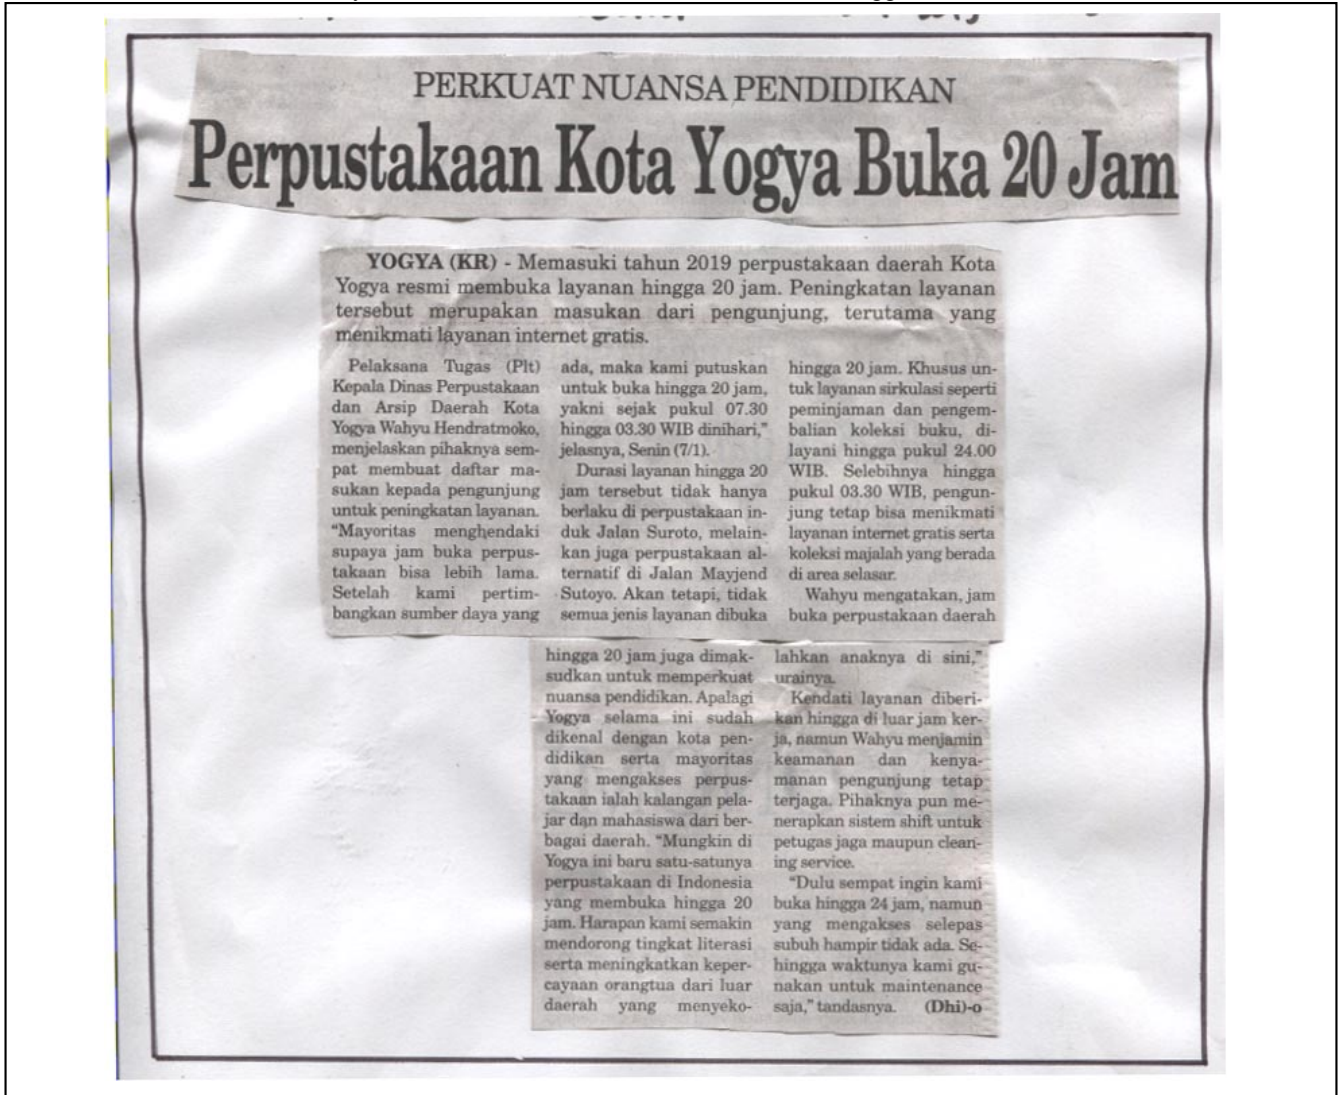 PERKUAT NUANSA PENDIDIKAN
Perpustakaan Kota Yogya Buka 20 Jam
YOGYA (KR) - Memasuki tahun 2019 perpustakaan daerah Kota
Yogya resmi membuka layanan hingga 20 jam. Peningkatan layanan
tersebut merupakan masukan dari pengunjung, terutama yang
menikmati layanan internet gratis.
Pelaksana Tugas (Plt)
Kepala Dinas Perpustakaan
dan Arsip Daerah Kota
Yogya Wahyu Hendratmoko,
menjelaskan pihaknya sem-
pat membuat daftar ma-
sukan kepada pengunjung
untuk peningkatan layanan.
"Mayoritas menghendaki
supaya jam buka perpus-
takaan bisa lebih lama.
Setelah kami pertim-
bangkan sumber daya yang
ada, maka kami putuskan
untuk buka hingga 20 jam,
yakni sejak pukul 07.30
hingga 03.30 WIB dinihari,"
jelasnya, Senin (7/1).
Durasi layanan hingga 20
jam tersebut tidak hanya
berlaku di perpustakaan in-
duk Jalan Suroto, melain-
kan juga perpustakaan al-
ternatif di Jalan Mayjend
Sutoyo. Akan tetapi, tidak
semua jenis layanan dibuka
hingga 20 jam. Khusus un-
tuk layanan sirkulasi seperti
peminjaman dan pengem-
balian koleksi buku, di-
layani hingga pukul 24.00
WIB. Selebihnya hingga
pukul 03.30 WIB, pengun-
jung tetap bisa menikmati
layanan internet gratis serta
koleksi majalah yang berada
di area selasar.
Wahyu mengatakan, jam
buka perpustakaan daerah
hingga 20 jam juga dimak-
sudkan untuk memperkuat
nuansa pendidikan. Apalagi
Yogya selama ini sudah
dikenal dengan kota pen-
didikan serta mayoritas
yang mengakses perpus-
takaan ialah kalangan pela-
jar dan mahasiswa dari ber-
bagai daerah. "Mungkin di
Yogya ini baru satu-satunya
perpustakaan di Indonesia
yang membuka hingga 20
jam. Harapan kami semakin
mendorong tingkat literasi
serta meningkatkan keper-
cayaan orangtua dari luar
daerah yang menyeko-
lahkan anaknya di sini,"
urainya.
Kendati layanan diberi-
kan hingga di luar jam ker-
ja, namun Wahyu menjamin
keamanan dan kenya-
manan pengunjung tetap
terjaga. Pihaknya pun me-
nerapkan sistem shift untuk
petugas jaga maupun clean-
ing service.
"Dulu sempat ingin kami
buka hingga 24 jam, namun
yang mengakses selepas
subuh hampir tidak ada. Se-
hingga waktunya kami gu-
nakan untuk maintenance
saja," tandasnya. (Dhi)-o